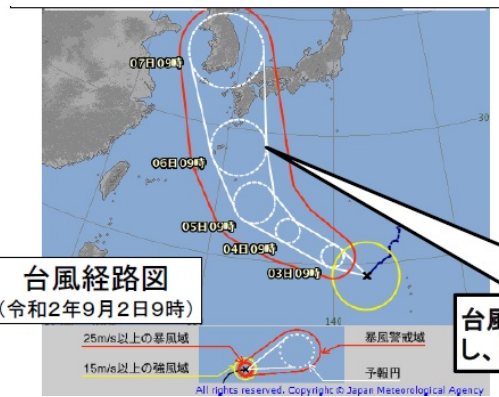 07日09時
30
06日09時
05日09時
04日09時
03日09時
台風経路図
(令和2年9月2日9時)
140
台風
し、
25m/s以上の暴風域
暴風警戒域
15m/s以上の強風域
予報円
All rights reserved. Copyright © Japan Meteorological Agency